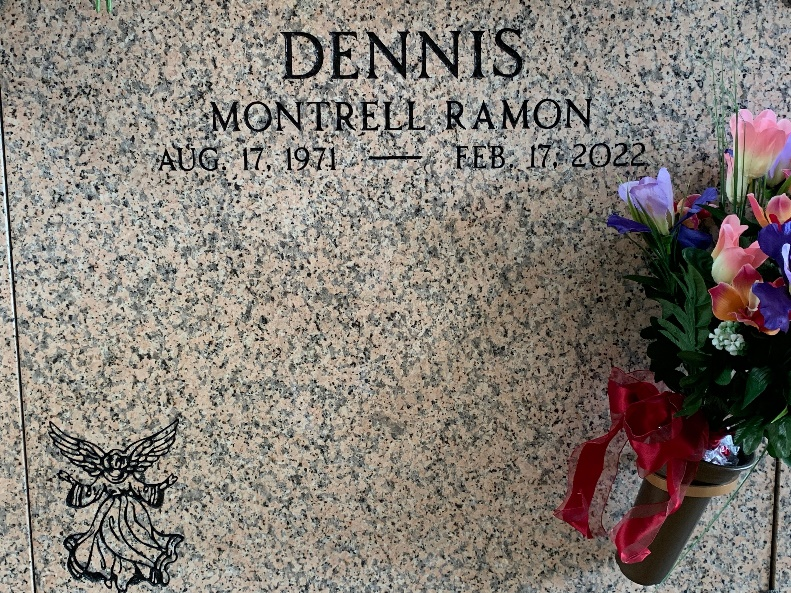 DENNIS
MONTRELL RAMON
AUG. 17, 1971 — FEB. 17, 2022